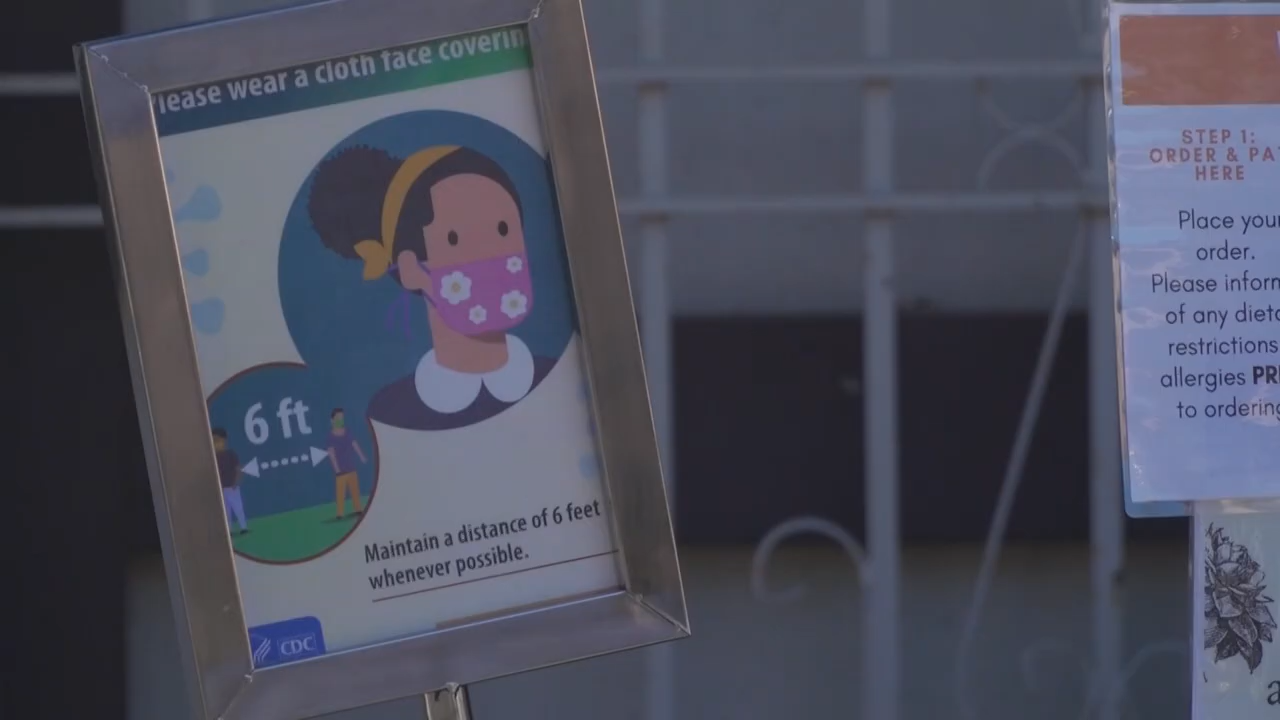 lease wear a cloth face coverin
6 ft
Maintain a distance of 6 feet
whenever possible.
CDC
STEP 1:
ORDER & PA
HERE
Place your
order.
Please inform
of any dieta
restrictions
allergies PR
to ordering
a